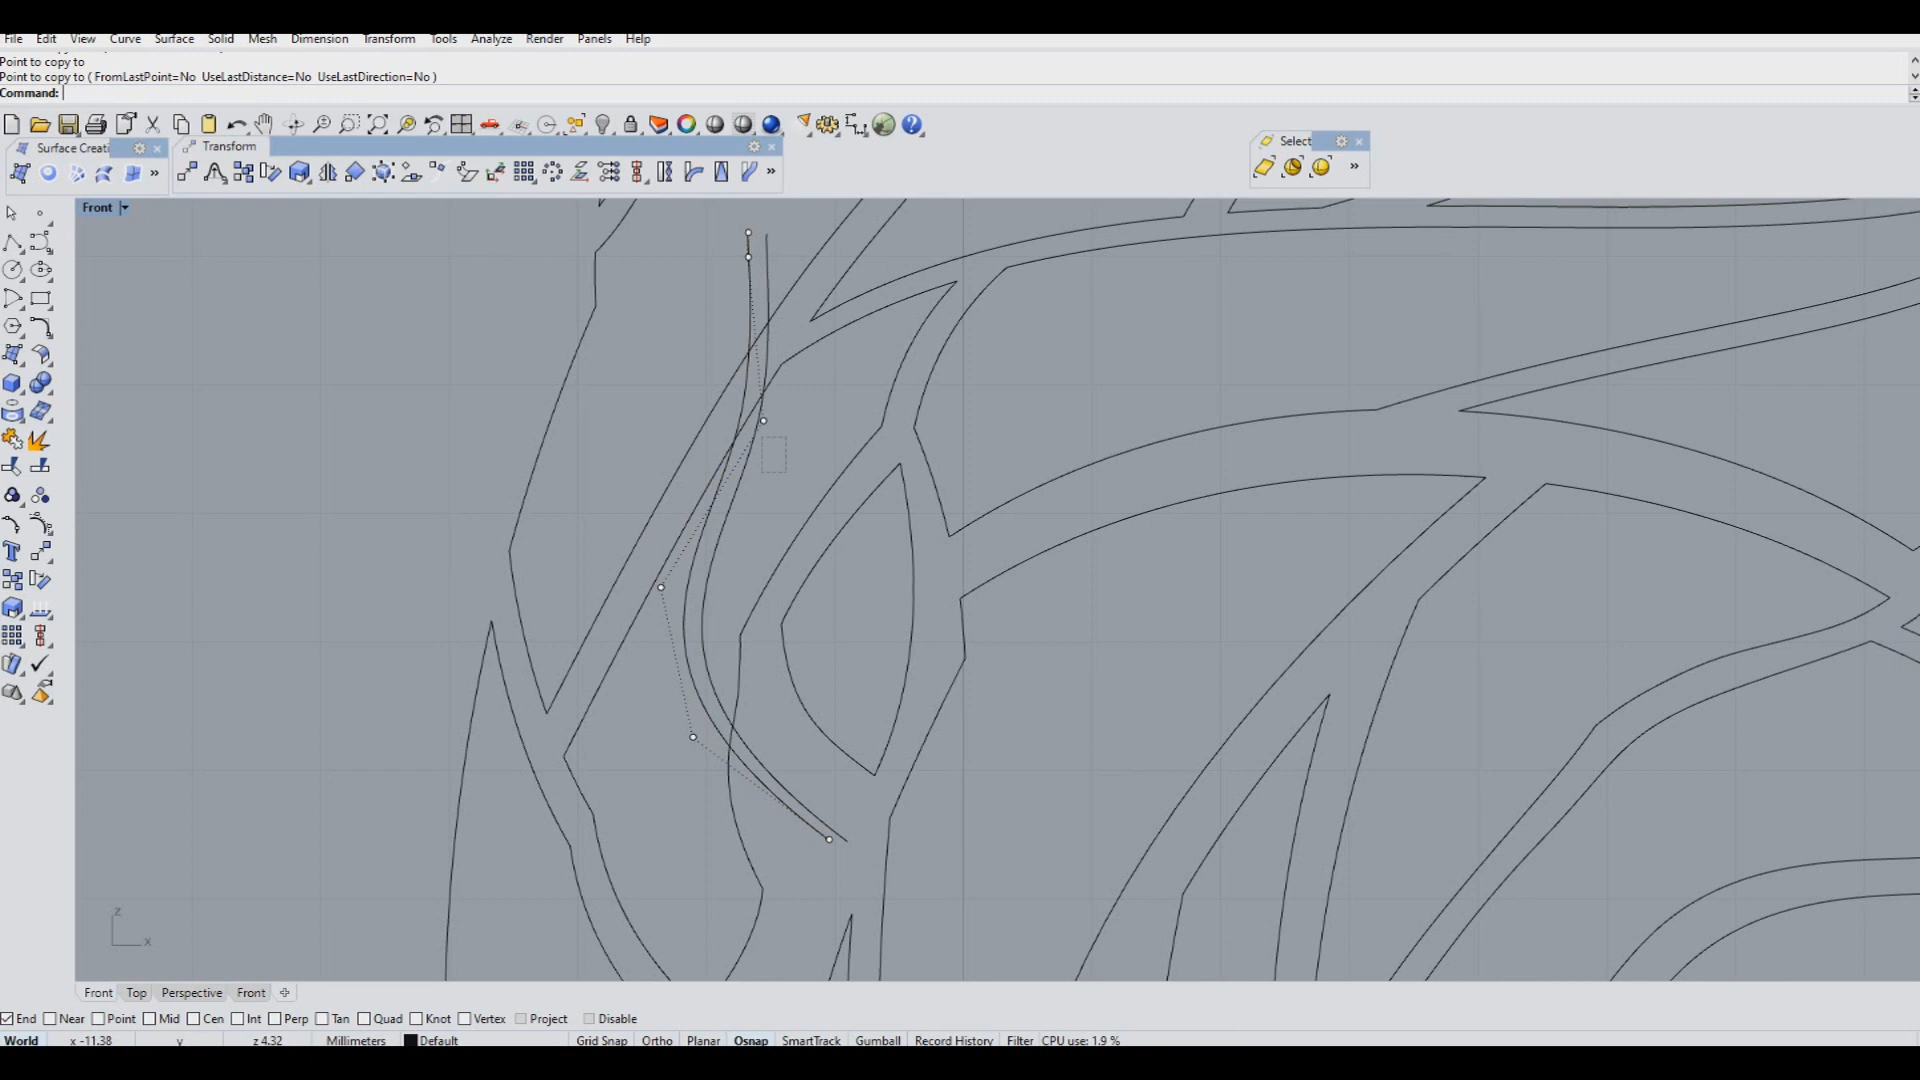 File Edit View Curve Surface Solid Mesh Dimension Transform Tools Analyze Render Panels Help
Point to copy to
Point to copy to ( FromLastPoint=No UseLastDistance=No UseLastDirection=No )
Command:
Surface Creati
Transform
Select
Front
z
x
Front Top Perspective Front
End Near Point Mid Cen Int Perp Tan Quad Knot Vertex Project Disable
World x -11.38 y z 4.32 Millimeters Default Grid Snap Ortho Planar Osnap SmartTrack Gumball Record History Filter CPU use: 1.9 %